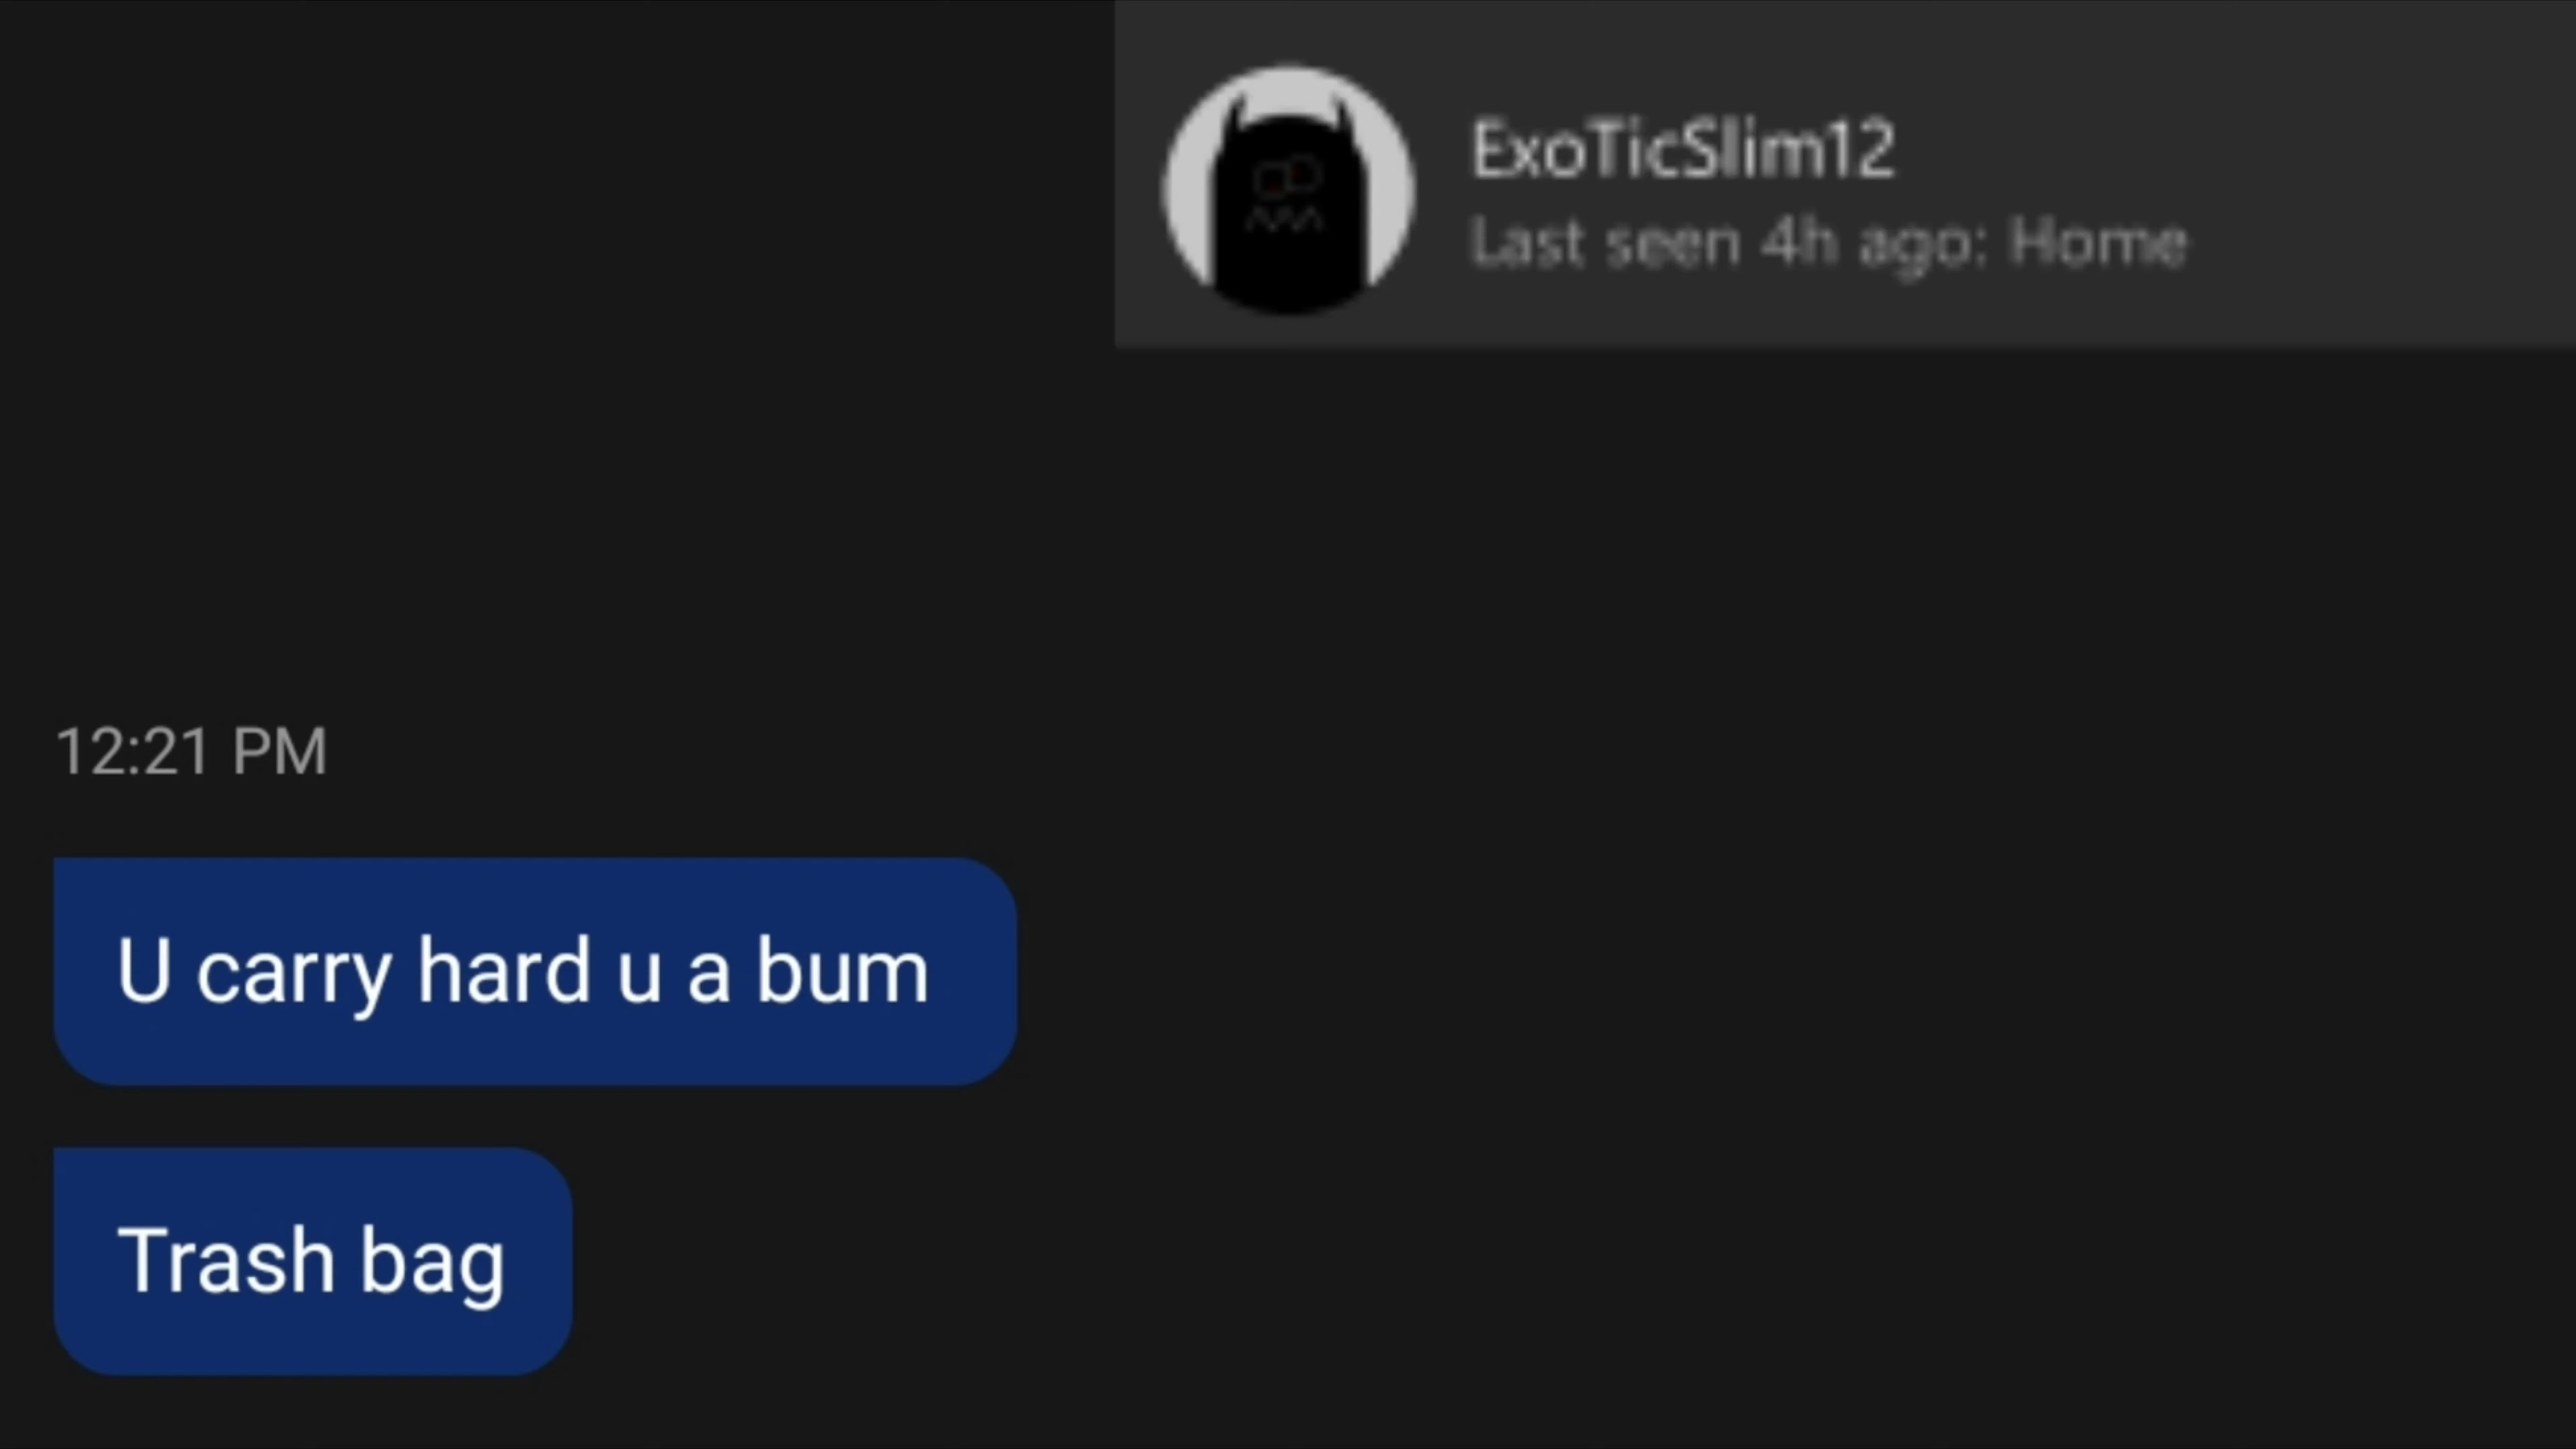 ExoTicSlim12
Last seen 4h ago: Home
12:21 PM
U carry hard u a bum
Trash bag